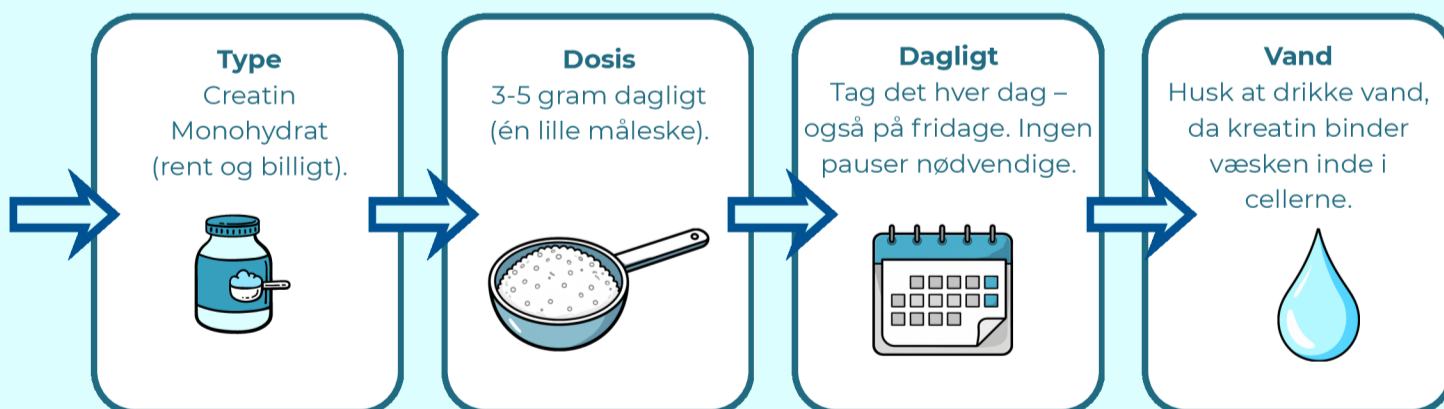 Type
Creatin
Monohydrat
(rent og billigt).
Dosis
3-5 gram dagligt
(én lille måleske).
Dagligt
Tag det hver dag –
også på fridage. Ingen
pauser nødvendige.
Vand
Husk at drikke vand,
da kreatin binder
væsken inde i
cellerne.